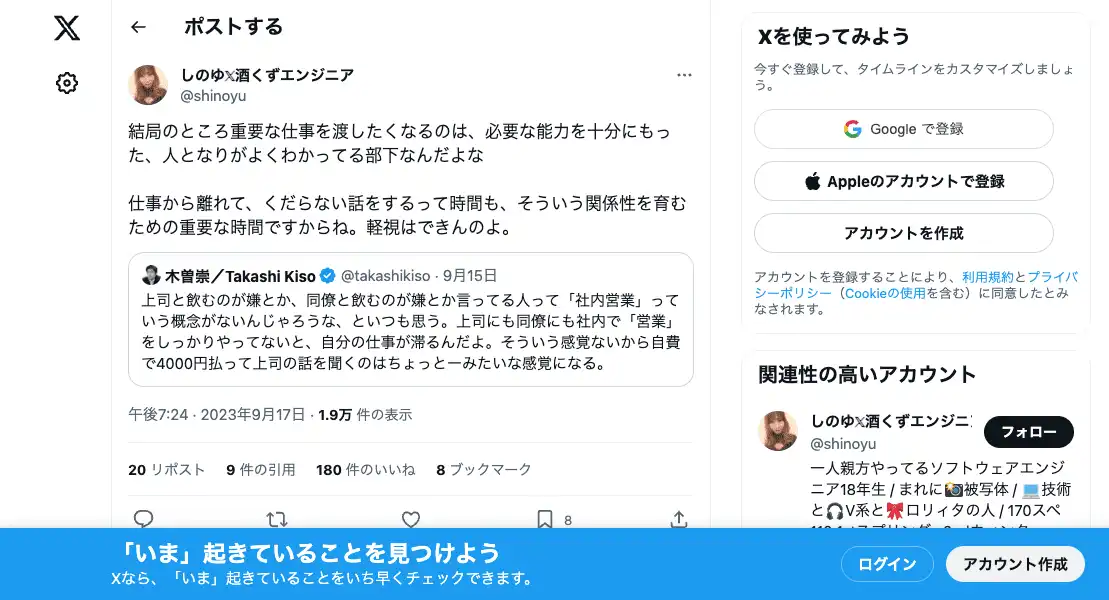 ポストする
しのゆ𝕏酒くずエンジニア
@shinoyu
結局のところ重要な仕事を渡したくなるのは、必要な能力を十分にもっ
た、人となりがよくわかってる部下なんだよな
仕事から離れて、くだらない話をするって時間も、そういう関係性を育む
ための重要な時間ですからね。軽視はできんのよ。
木曽崇／Takashi Kiso @takashikiso · 9月15日
上司と飲むのが嫌とか、同僚と飲むのが嫌とか言ってる人って「社内営業」って
いう概念がないんじゃろうな、といつも思う。上司にも同僚にも社内で「営業」
をしっかりやってないと、自分の仕事が滞るんだよ。そういう感覚ないから自費
で4000円払って上司の話を聞くのはちょっとーみたいな感覚になる。
午後7:24 · 2023年9月17日 · 1.9万 件の表示
20 リポスト 9 件の引用 180 件のいいね 8 ブックマーク
8
Xを使ってみよう
今すぐ登録して、タイムラインをカスタマイズしましょ
う。
Google で登録
Appleのアカウントで登録
アカウントを作成
アカウントを登録することにより、利用規約とプライバ
シーポリシー（Cookieの使用を含む）に同意したとみ
なされます。
関連性の高いアカウント
しのゆ𝕏酒くずエンジニ
@shinoyu
フォロー
一人親方やってるソフトウェアエンジ
ニア18年生 / まれに📸被写体 / 💻技術
と🎧V系と🎀ロリィタの人 / 170スペ
「いま」起きていることを見つけよう
Xなら、「いま」起きていることをいち早くチェックできます。
ログイン
アカウント作成